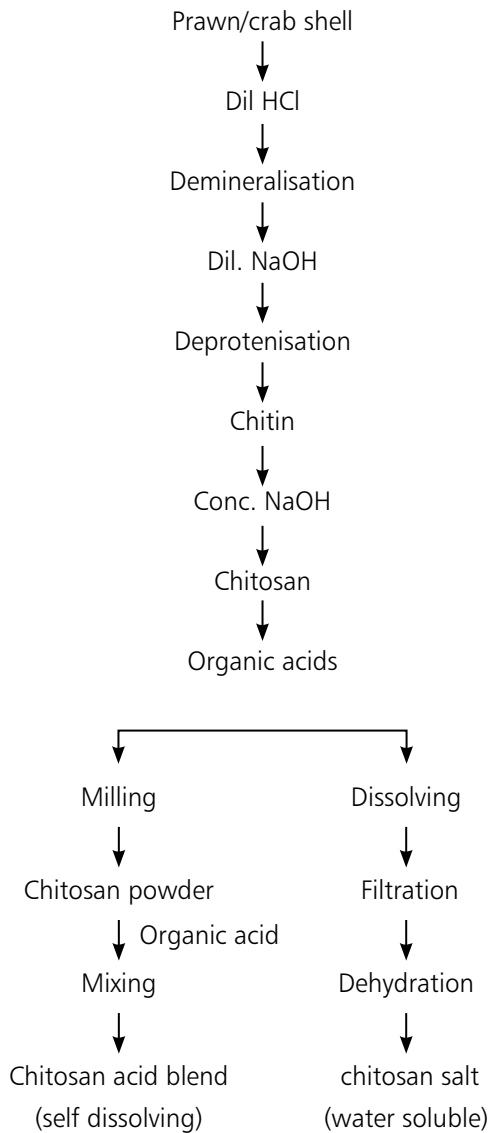 Prawn/crab shell
Dil HCl
Demineralisation
Dil. NaOH
Deprotenisation
Chitin
Conc. NaOH
Chitosan
Organic acids
Milling
Dissolving
Chitosan powder
Filtration
Organic acid
Mixing
Dehydration
Chitosan acid blend
(self dissolving)
chitosan salt
(water soluble)